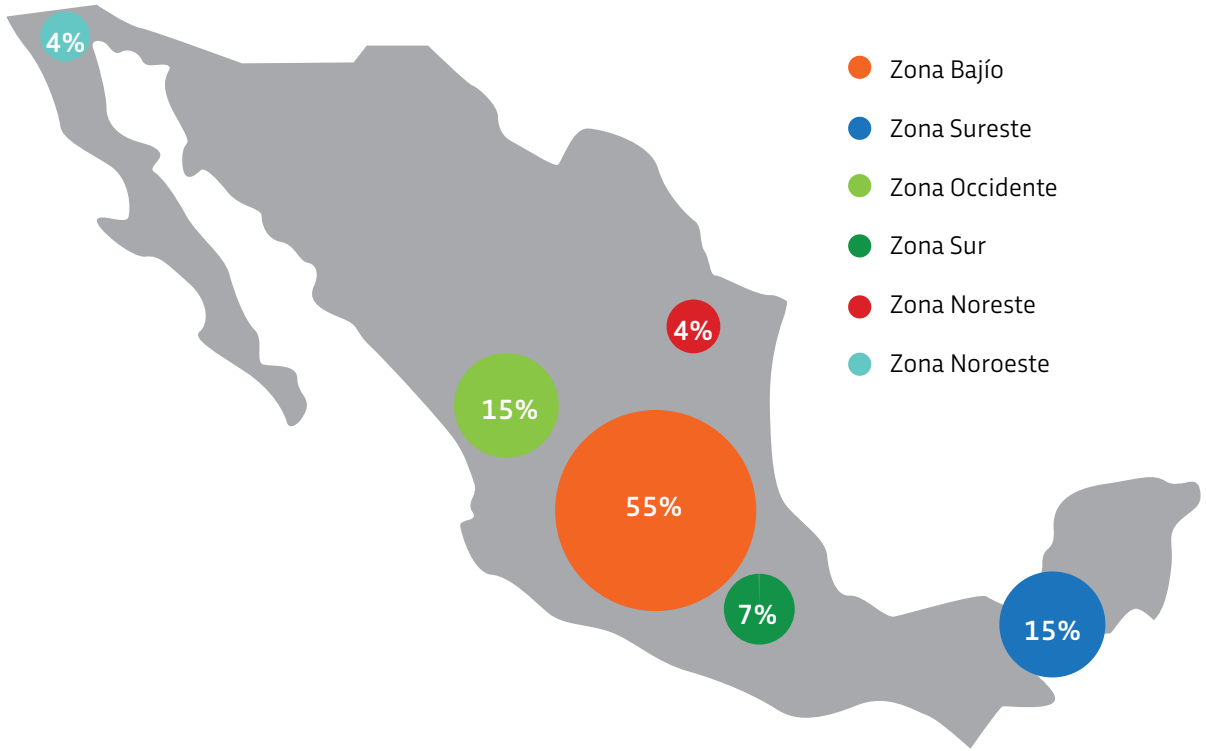 4%
Zona Bajío
Zona Sureste
Zona Occidente
Zona Sur
Zona Noreste
Zona Noroeste
4%
15%
55%
7%
15%